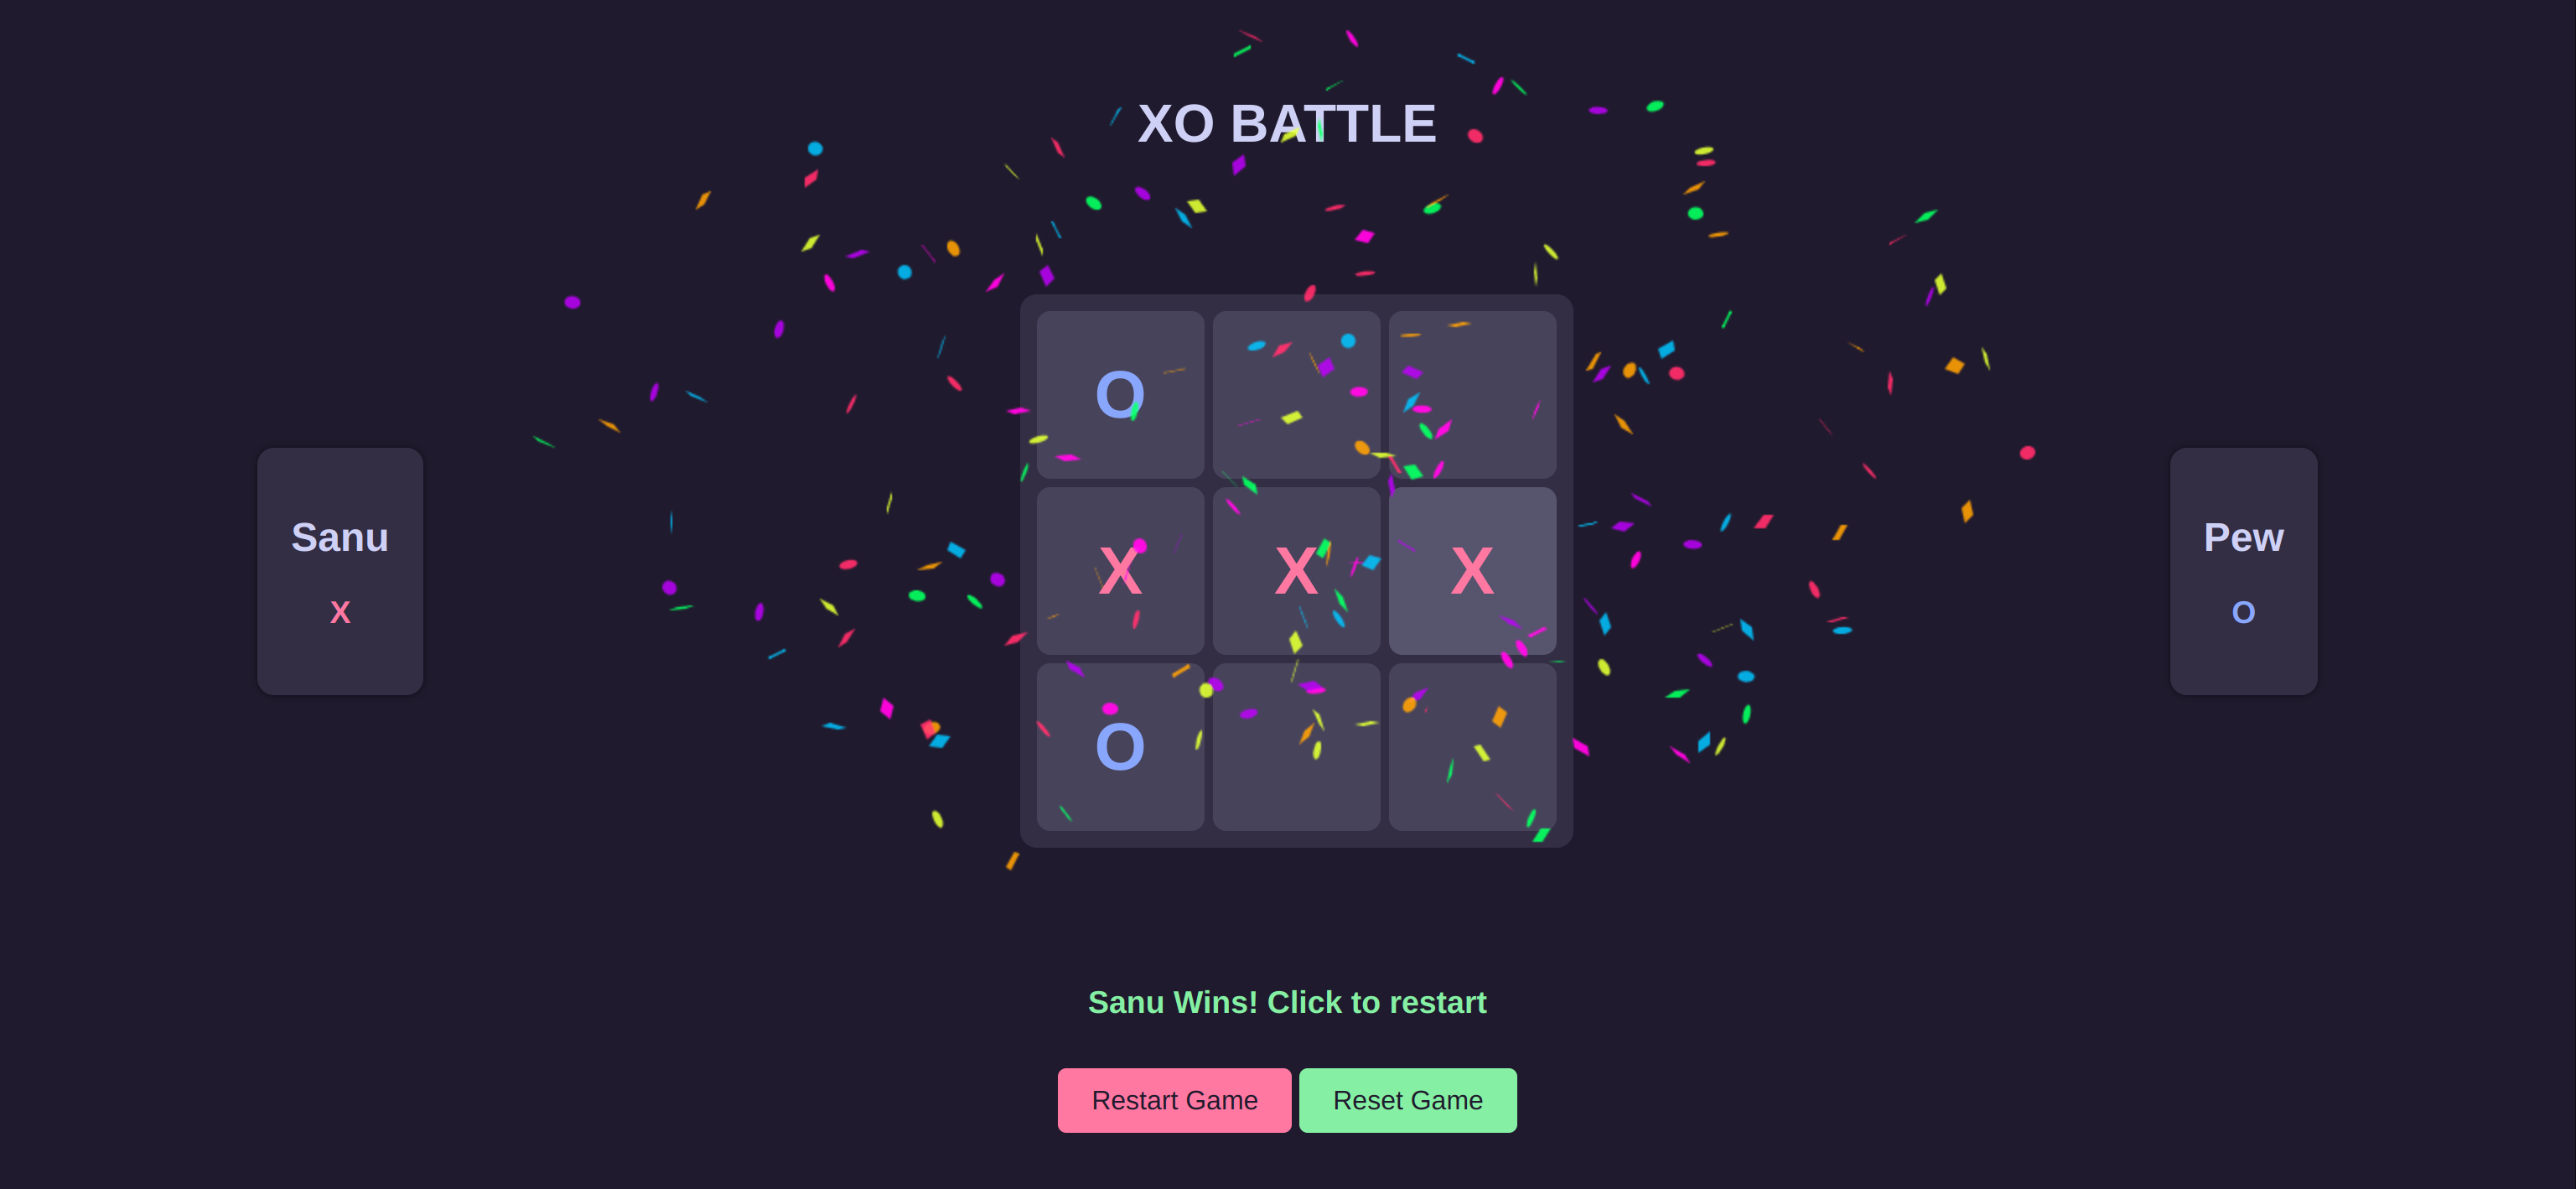 XO BATTLE
O
Sanu
X
X X X
Pew
O
O
Sanu Wins! Click to restart
Restart Game
Reset Game